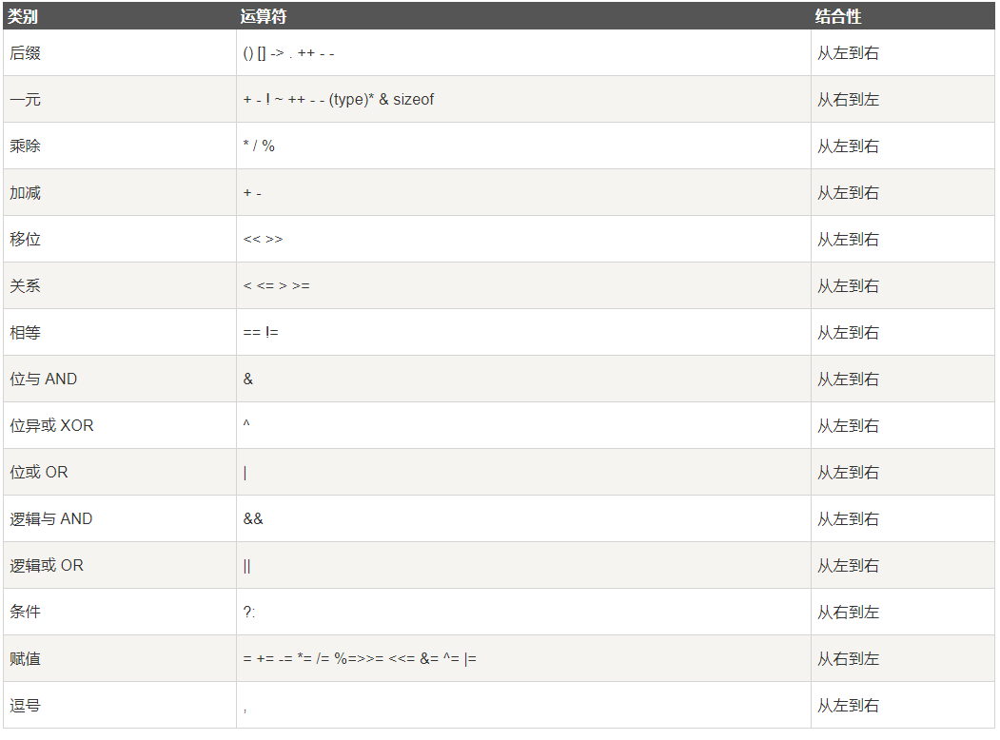 类别 运算符 结合性
后缀 () [] -> . ++ - - 从左到右
一元 + - ! ~ ++ - - (type)* & sizeof 从右到左
乘除 * / % 从左到右
加减 + - 从左到右
移位 << >> 从左到右
关系 < <= > >= 从左到右
相等 == != 从左到右
位与 AND & 从左到右
位异或 XOR ^ 从左到右
位或 OR | 从左到右
逻辑与 AND && 从左到右
逻辑或 OR || 从左到右
条件 ?: 从右到左
赋值 = += -= *= /= %=>>= <<= &= ^= |= 从右到左
逗号 , 从左到右